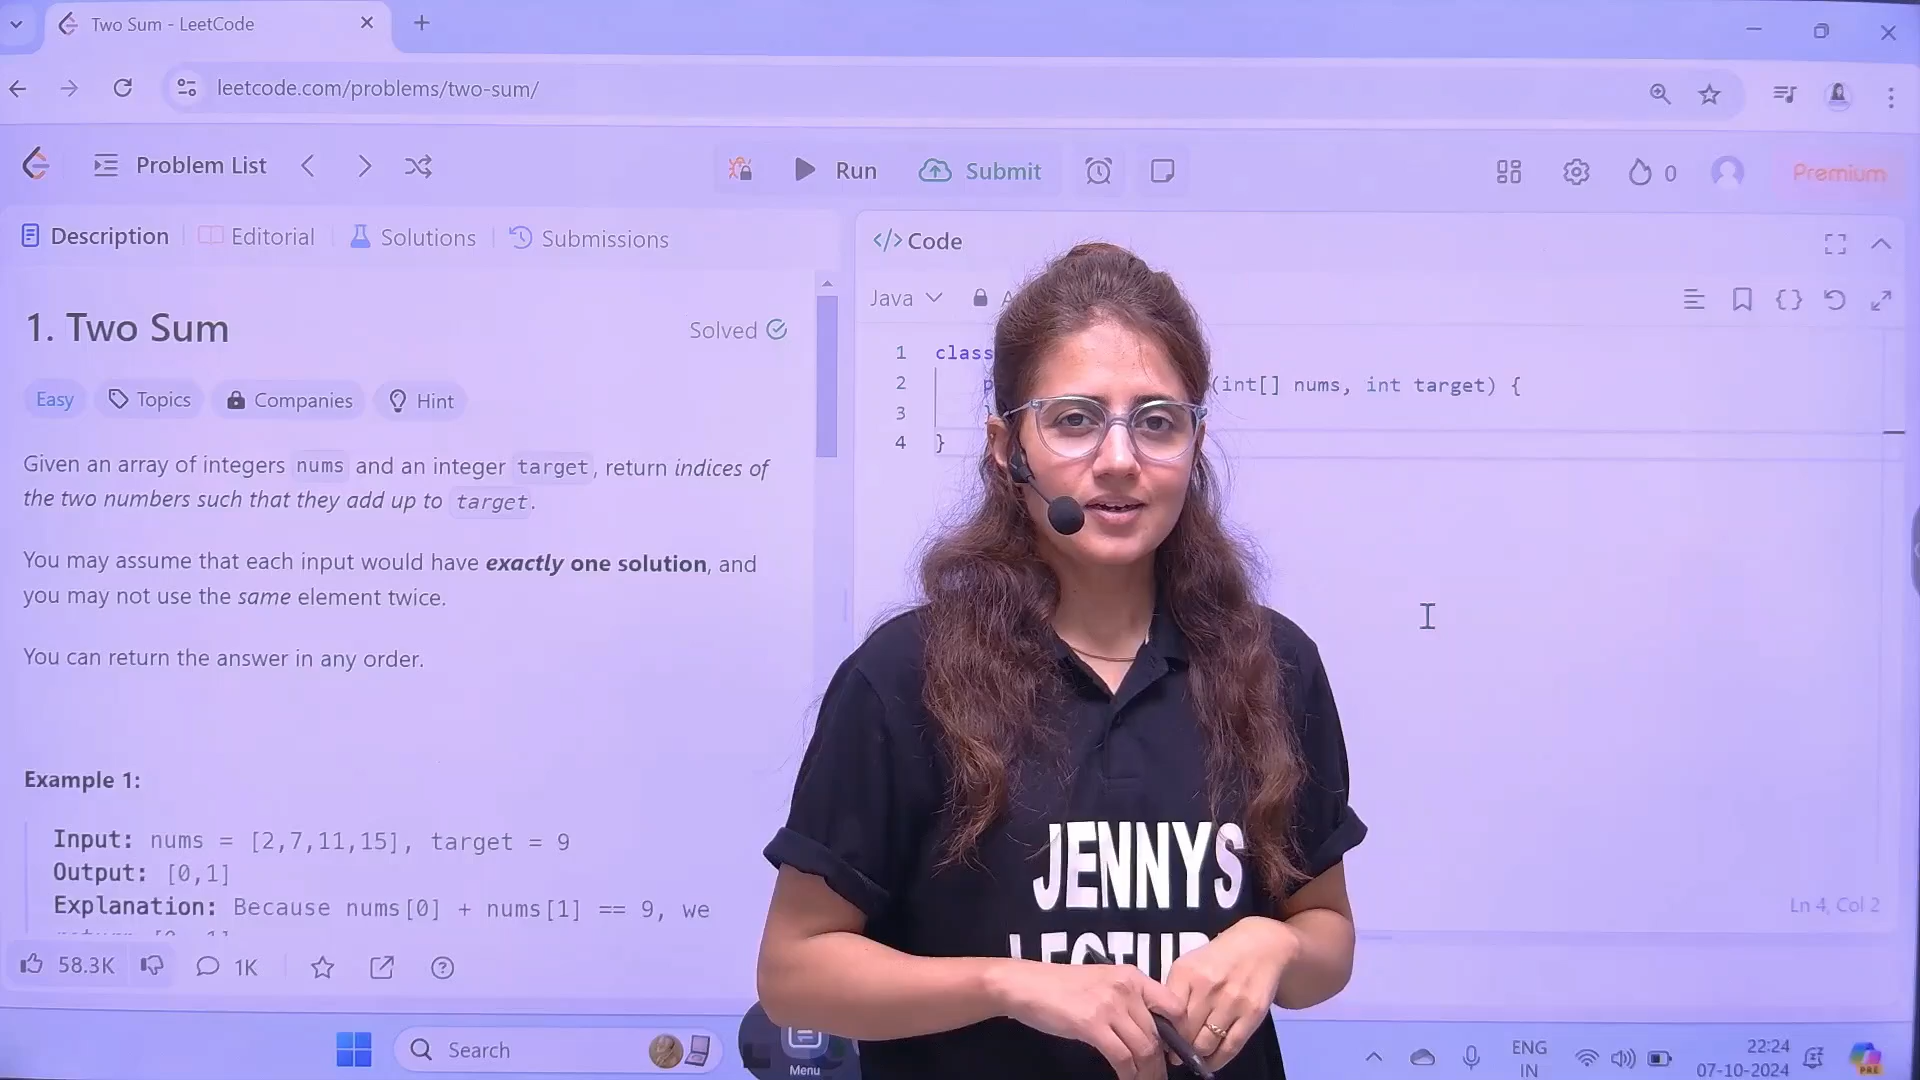 Two Sum - LeetCode
leetcode.com/problems/two-sum/
Problem List
Run
Submit
0
Premium
Description
Editorial
Solutions
Submissions
</> Code
1. Two Sum
Solved
Java
Easy
Topics
Companies
Hint
1 class
2 (int[] nums, int target) {
3
4 }
Given an array of integers nums and an integer target, return indices of
the two numbers such that they add up to target.
You may assume that each input would have exactly one solution, and
you may not use the same element twice.
You can return the answer in any order.
Example 1:
Input: nums = [2,7,11,15], target = 9
Output: [0,1]
Explanation: Because nums[0] + nums[1] == 9, we
JENNYS
Ln 4, Col 2
58.3K
1K
Search
Menu
ENG
IN
22:24
07-10-2024
PRE